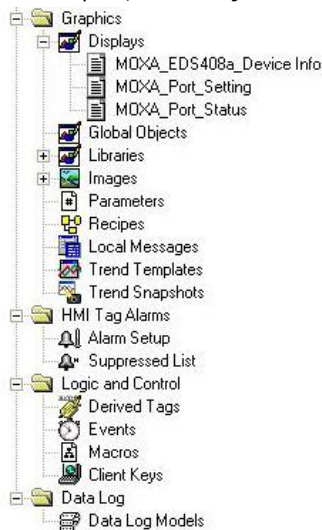 Graphics
Displays
MOXA_EDS408a_Device Info
MOXA_Port_Setting
MOXA_Port_Status
Global Objects
Libraries
Images
Parameters
Recipes
Local Messages
Trend Templates
Trend Snapshots
HMI Tag Alarms
Alarm Setup
Suppressed List
Logic and Control
Derived Tags
Events
Macros
Client Keys
Data Log
Data Log Models